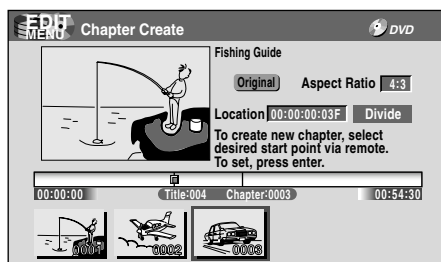 EDIT
MENU
Chapter Create
DVD
Fishing Guide
Original Aspect Ratio 4:3
Location 00:00:00:03F Divide
To create new chapter, select
desired start point via remote.
To set, press enter.
00:00:00 Title:004 Chapter:0003 00:54:30
0001 0002 0003